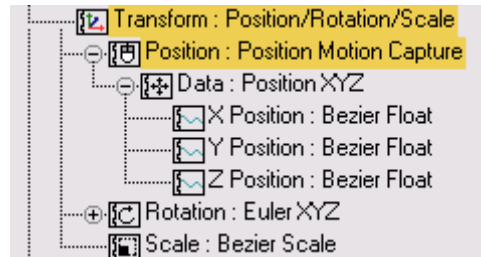 Transform : Position/Rotation/Scale
Position : Position Motion Capture
Data : Position XYZ
X Position : Bezier Float
Y Position : Bezier Float
Z Position : Bezier Float
Rotation : Euler XYZ
Scale : Bezier Scale